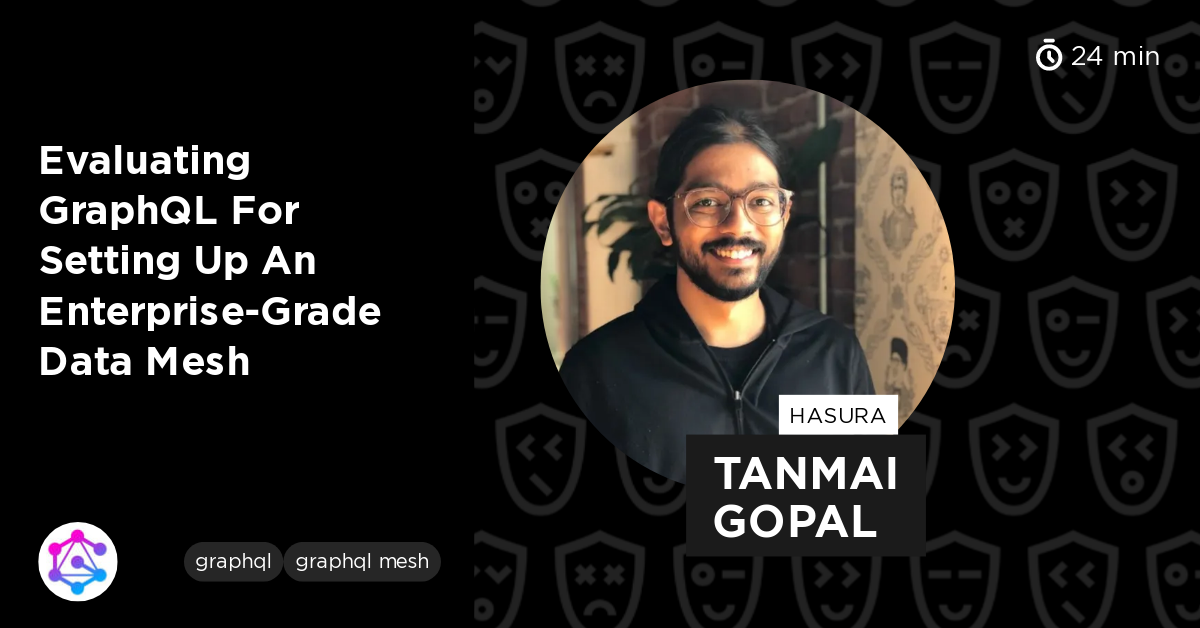 24 min
Evaluating
GraphQL For
Setting Up An
Enterprise-Grade
Data Mesh
HASURA
TANMAI
GOPAL
graphql
graphql mesh